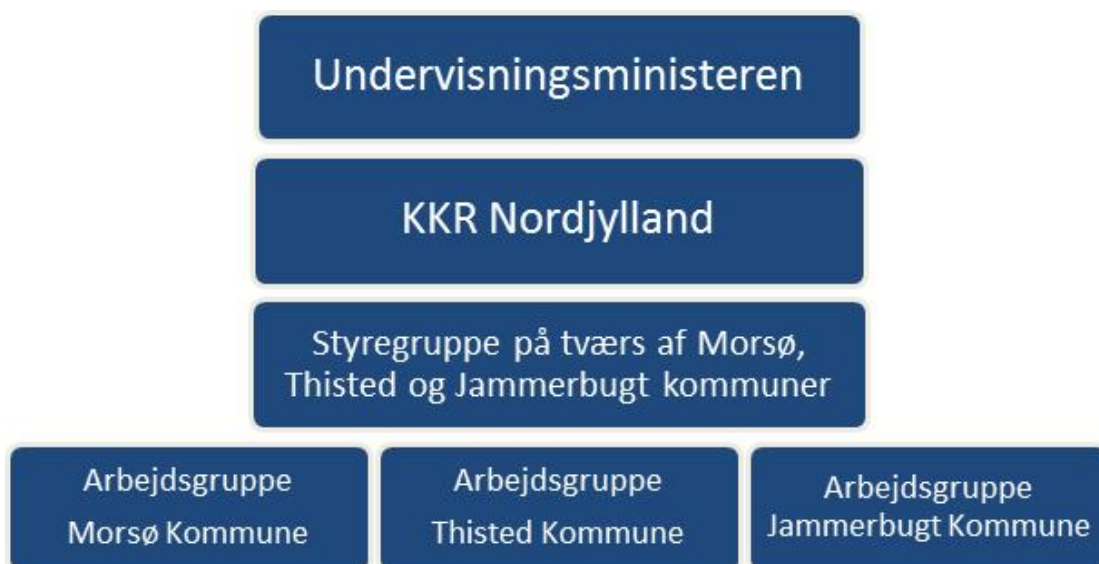 Undervisningsministeren
KKR Nordjylland
Styregruppe på tværs af Morsø,
Thisted og Jammerbugt kommuner
Arbejdsgruppe
Morsø Kommune
Arbejdsgruppe
Thisted Kommune
Arbejdsgruppe
Jammerbugt Kommune